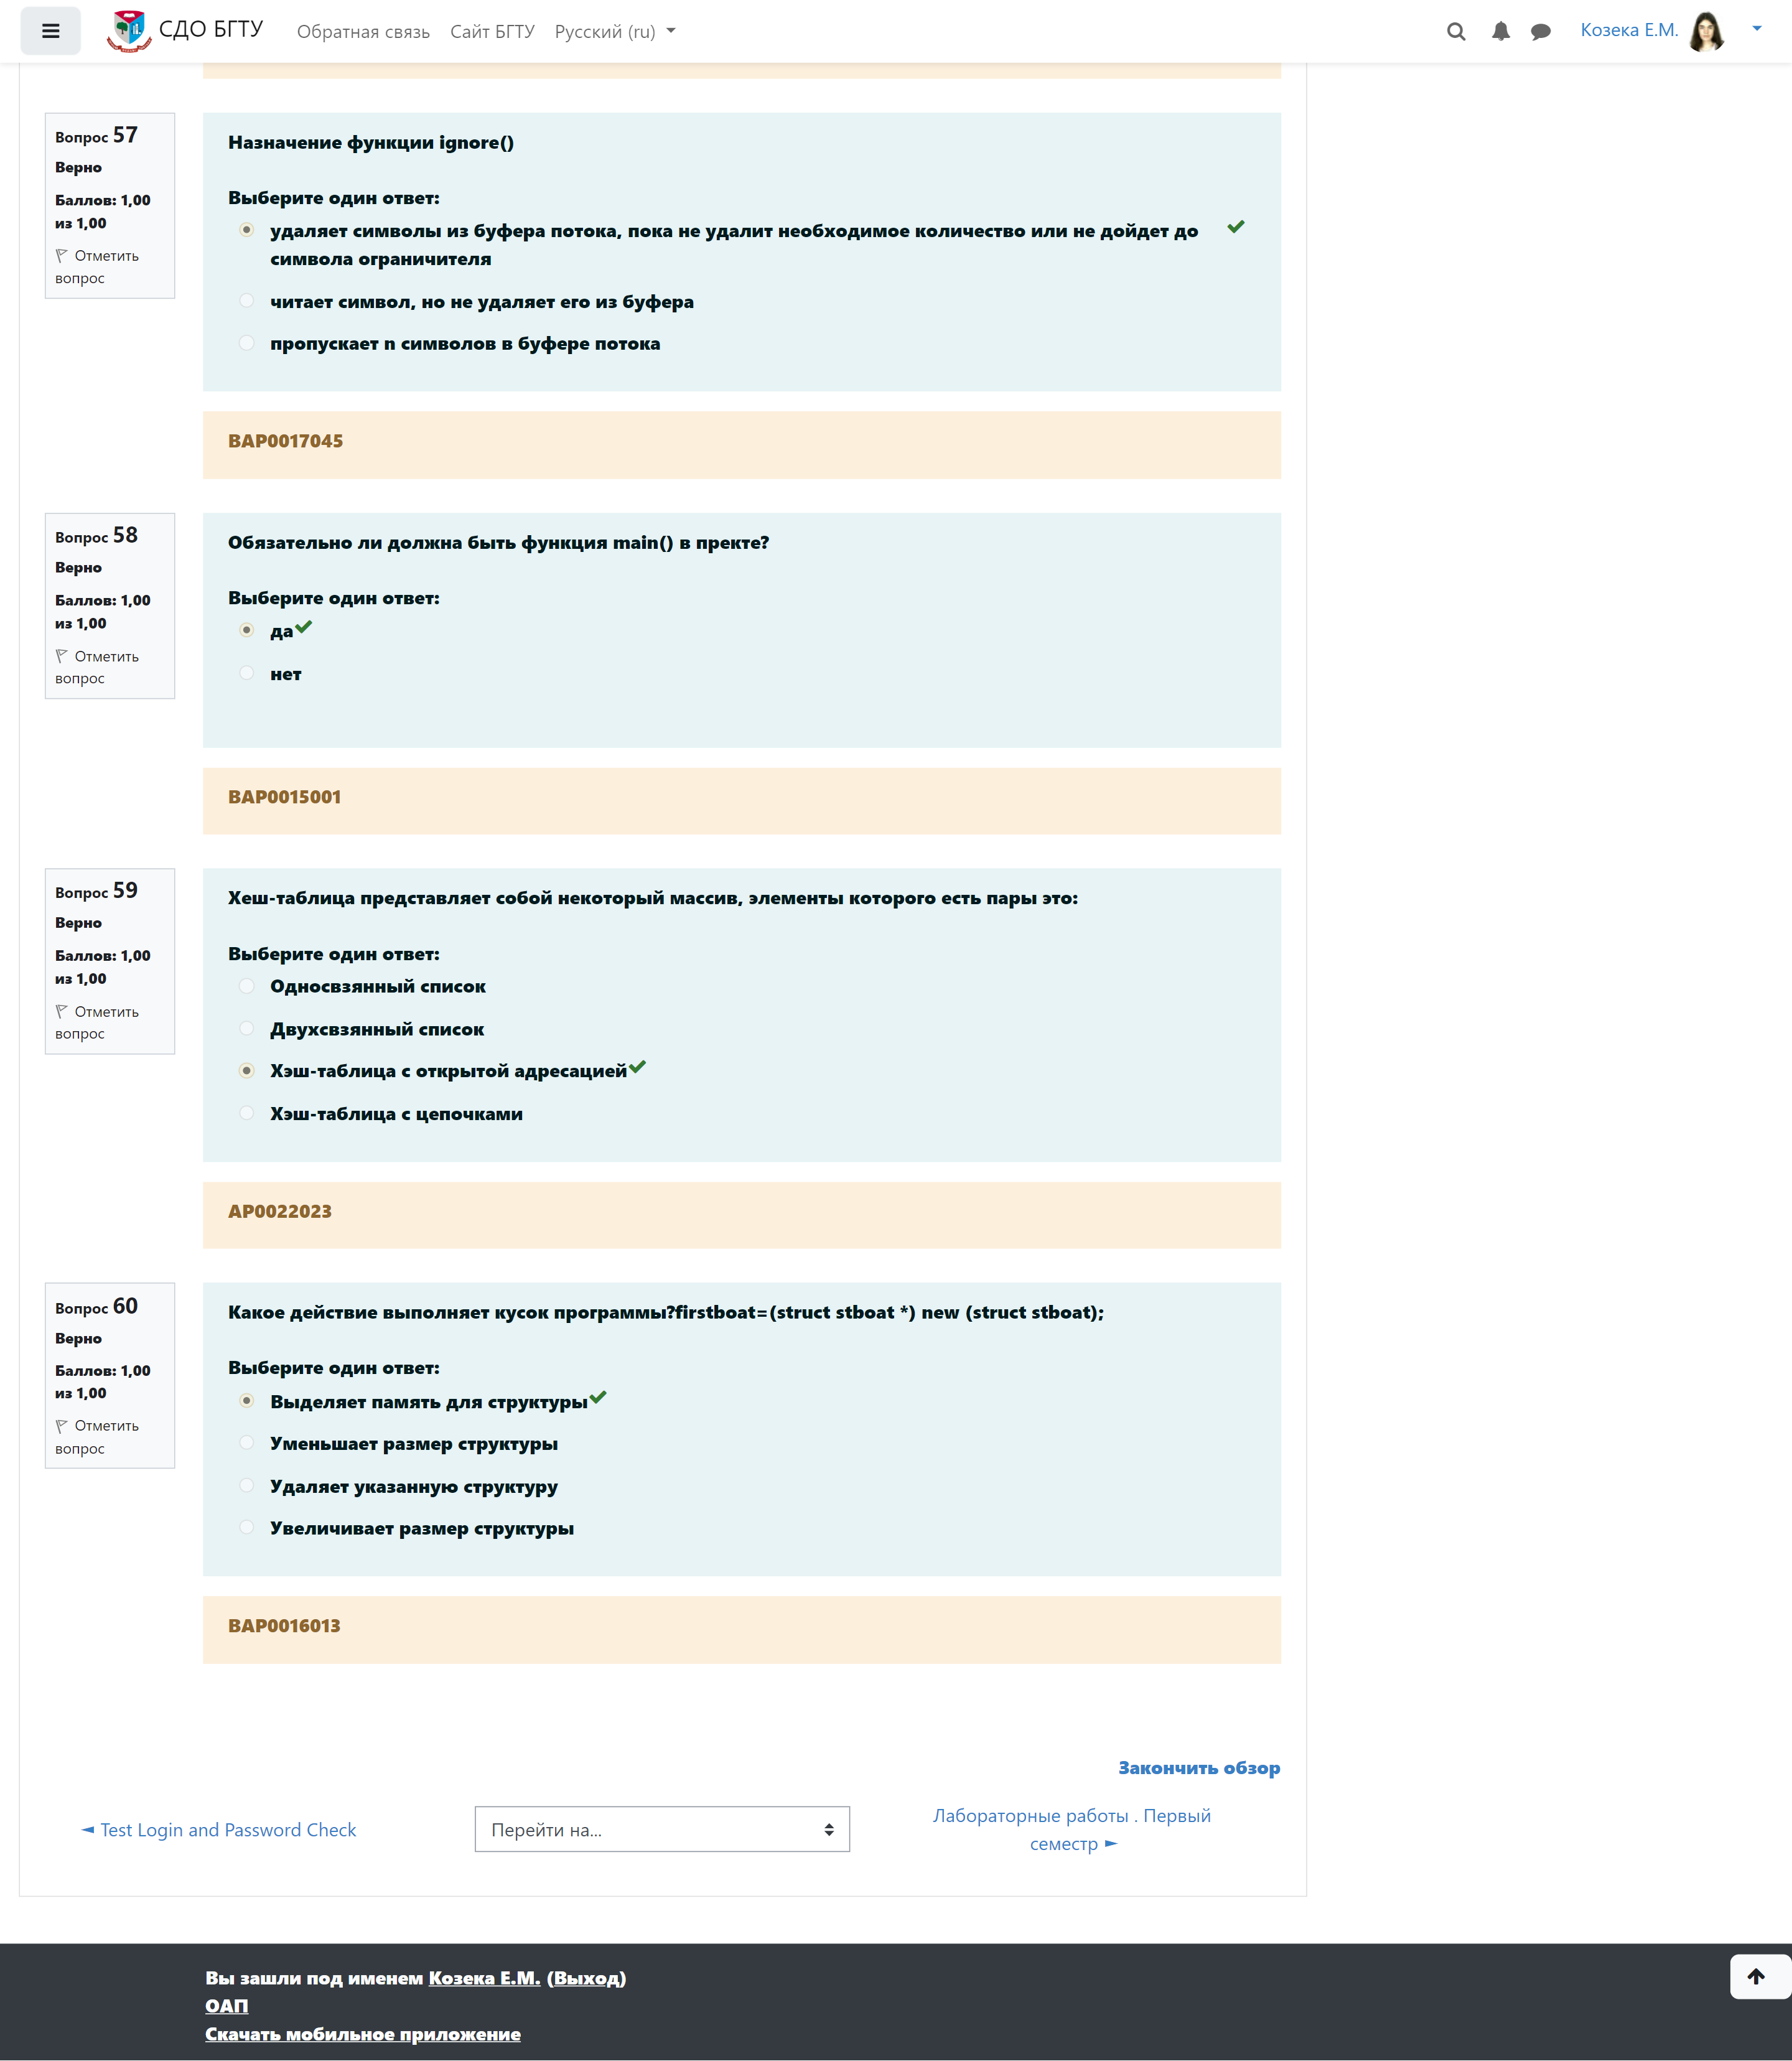 СДО БГТУ Обратная связь Сайт БГТУ Русский (ru) Козека Е.М.
Вопрос 57
Верно
Баллов: 1,00
из 1,00
Отметить
вопрос
Назначение функции ignore()
Выберите один ответ:
удаляет символы из буфера потока, пока не удалит необходимое количество или не дойдет до
символа ограничителя
читает символ, но не удаляет его из буфера
пропускает n символов в буфере потока
BAP0017045
Вопрос 58
Верно
Баллов: 1,00
из 1,00
Отметить
вопрос
Обязательно ли должна быть функция main() в пректе?
Выберите один ответ:
да
нет
BAP0015001
Вопрос 59
Верно
Баллов: 1,00
из 1,00
Отметить
вопрос
Хеш-таблица представляет собой некоторый массив, элементы которого есть пары это:
Выберите один ответ:
Односвзянный список
Двухсвзянный список
Хэш-таблица с открытой адресацией
Хэш-таблица с цепочками
AP0022023
Вопрос 60
Верно
Баллов: 1,00
из 1,00
Отметить
вопрос
Какое действие выполняет кусок программы?firstboat=(struct stboat *) new (struct stboat);
Выберите один ответ:
Выделяет память для структуры
Уменьшает размер структуры
Удаляет указанную структуру
Увеличивает размер структуры
BAP0016013
Закончить обзор
◄ Test Login and Password Check
Перейти на...
Лабораторные работы . Первый
семестр ►
Вы зашли под именем Козека Е.М. (Выход)
ОАП
Скачать мобильное приложение